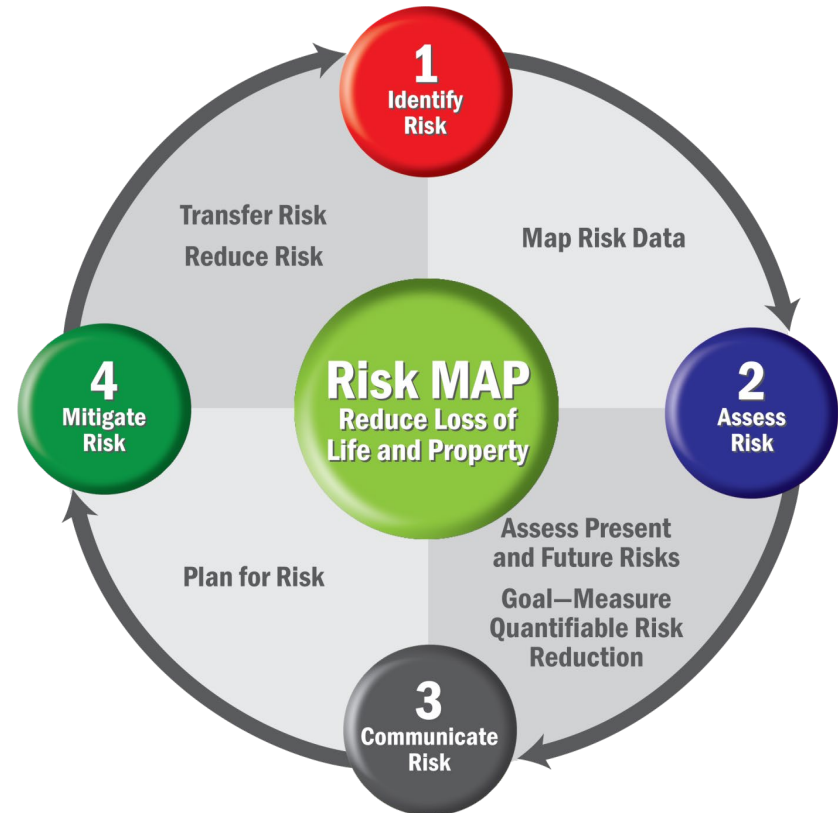 1
Identify
Risk
Transfer Risk
Reduce Risk
Map Risk Data
Risk MAP
Reduce Loss of
Life and Property
4
Mitigate
Risk
2
Assess
Risk
Plan for Risk
Assess Present
and Future Risks
Goal—Measure
Quantifiable Risk
Reduction
3
Communicate
Risk